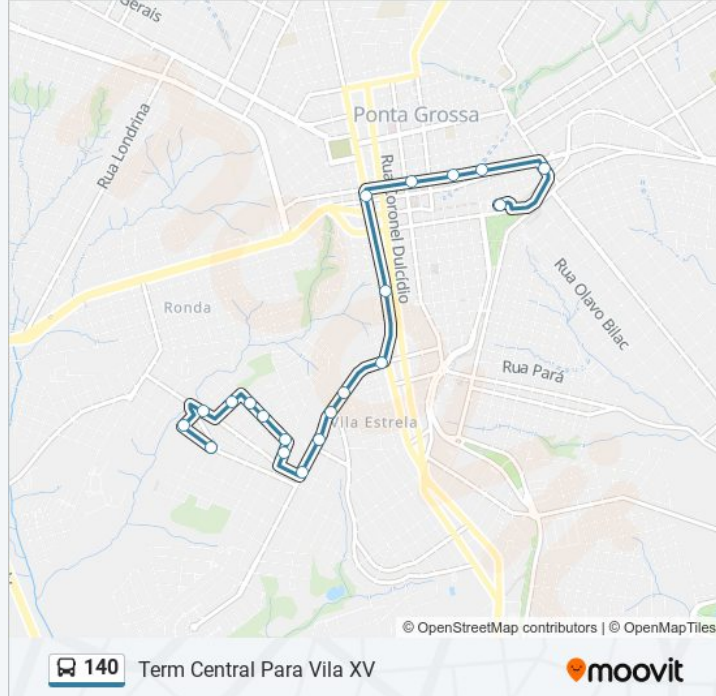 Gerais
Rua Londrina
Ponta Grossa
Rua Coronel Dulcídio
Rua Olavo Bilac
Ronda
Rua Pará
Vila Estrela
© OpenStreetMap contributors | © OpenMapTiles
140 Term Central Para Vila XV
moovit